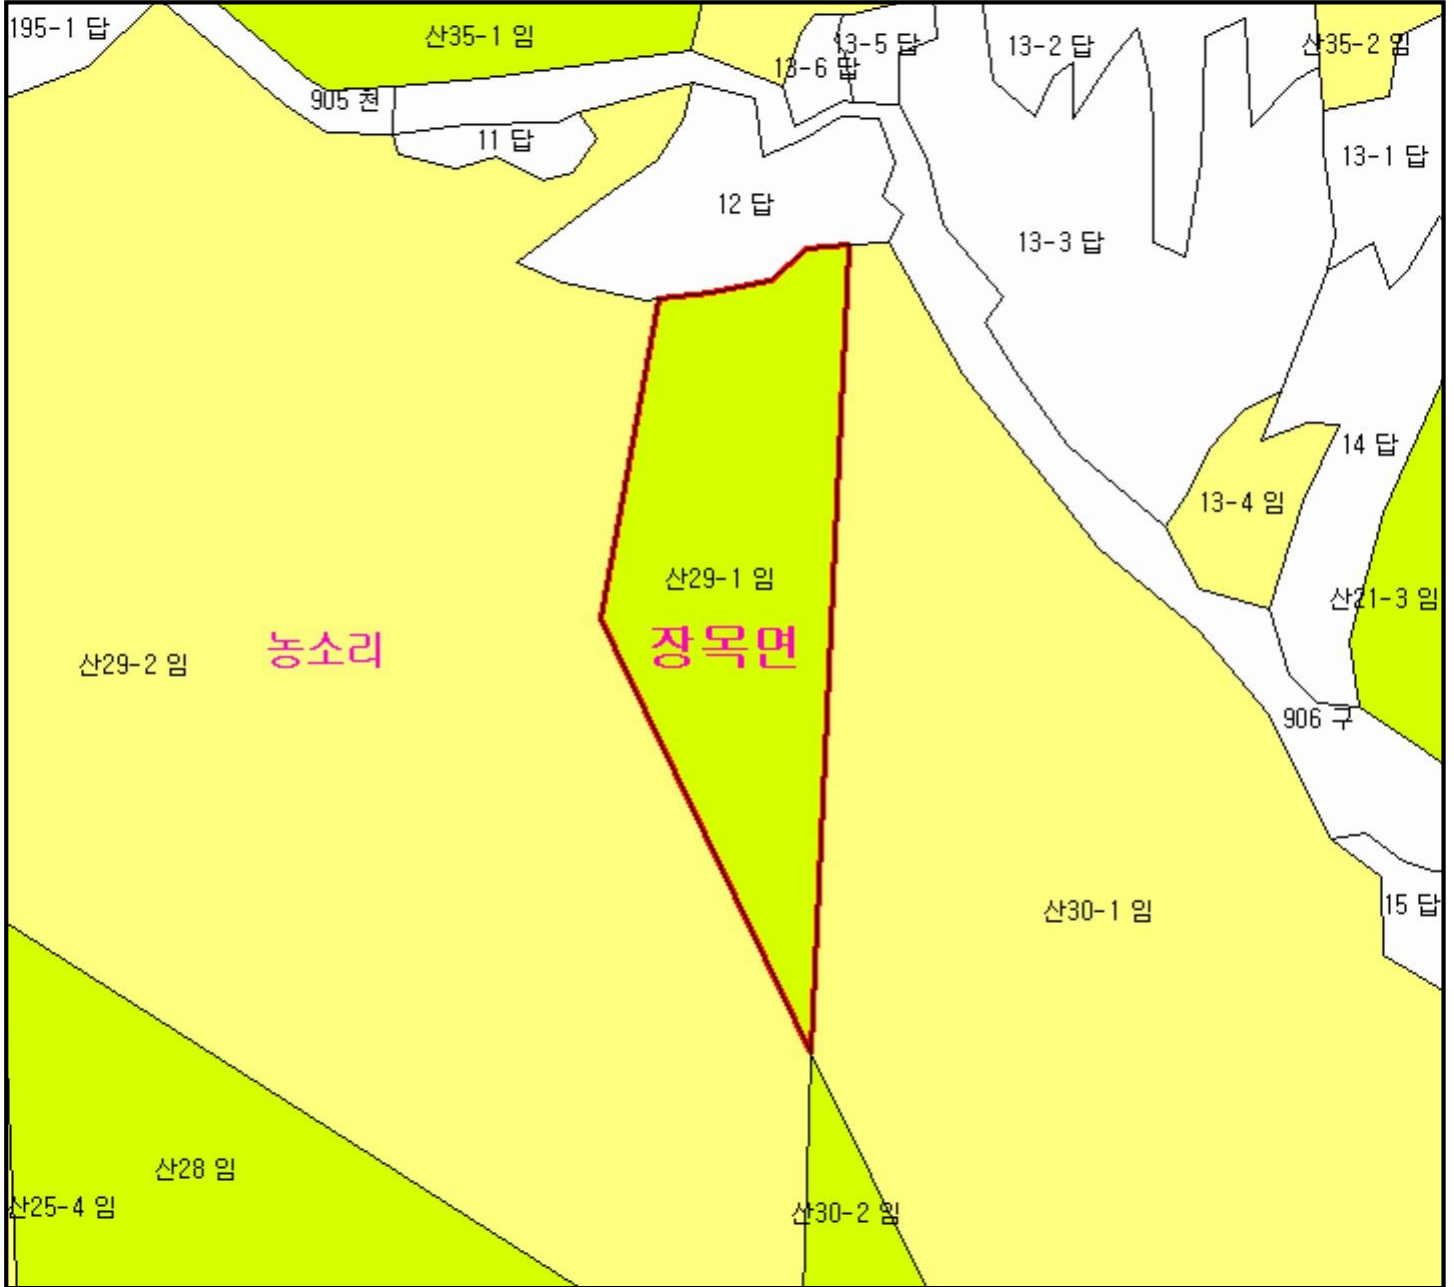 195-1 답
산35-1 임
13-5 답
13-2 답
산35-2 임
13-6 답
905 천
11 답
13-1 답
12 답
13-3 답
14 답
13-4 임
산29-1 임
산21-3 임
농소리
장목면
산29-2 임
906 구
15 답
산30-1 임
산28 임
산25-4 임
산30-2 임